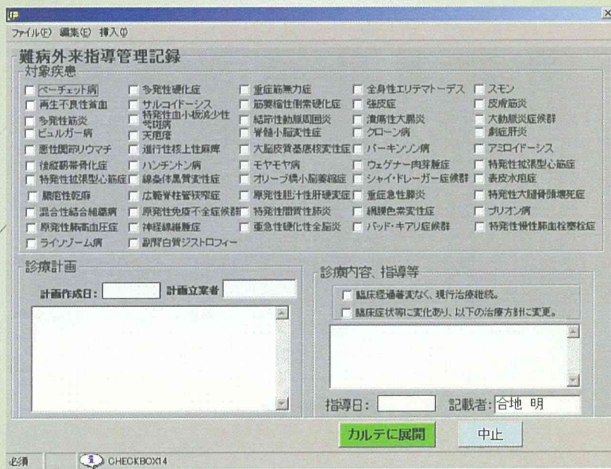 ファイル(F) 編集(E) 挿入(I)
難病外来指導管理記録
対象疾患
ベーチェット病 多発性硬化症 重症筋無力症 全身性エリテマトーデス スモン
再生不良性貧血 サルコイドーシス 筋萎縮性側索硬化症 強皮症 皮膚筋炎
多発性筋炎 特発性血小板減少性紫斑病 結節性動脈周囲炎 潰瘍性大腸炎 大動脈炎症候群
ビュルガー病 天疱瘡 脊髄小脳変性症 クローン病 劇症肝炎
悪性関節リウマチ 進行性核上性麻痺 大脳皮質基底核変性症 パーキンソン病 アミロイドーシス
後縦靱帯骨化症 ハンチントン病 モヤモヤ病 ウェゲナー肉芽腫症 特発性拡張型心筋症
特発性拡張型心筋症 線条体黒質変性症 オリーブ橋小脳萎縮症 シャイ・ドレーガー症候群 表皮水疱症
膿疱性乾癬 広範脊柱管狭窄症 原発性胆汁性肝硬変症 重症急性膵炎 特発性大腿骨頭壊死症
混合性結合組織病 原発性免疫不全症候群 特発性間質性肺炎 網膜色素変性症 プリオン病
原発性肺高血圧症 神経線維腫症 亜急性硬化性全脳炎 バッド・キアリ症候群 特発性慢性肺血栓塞栓症
ライソゾーム病 副腎白質ジストロフィー
診療計画
計画作成日: 計画立案者
診療内容、指導等
臨床経過著変なく、現行治療継続。
臨床症状等に変化あり、以下の治療方針に変更。
指導日: 記載者: 合地 明
カルテに展開 中止
必須 CHECKBOX14